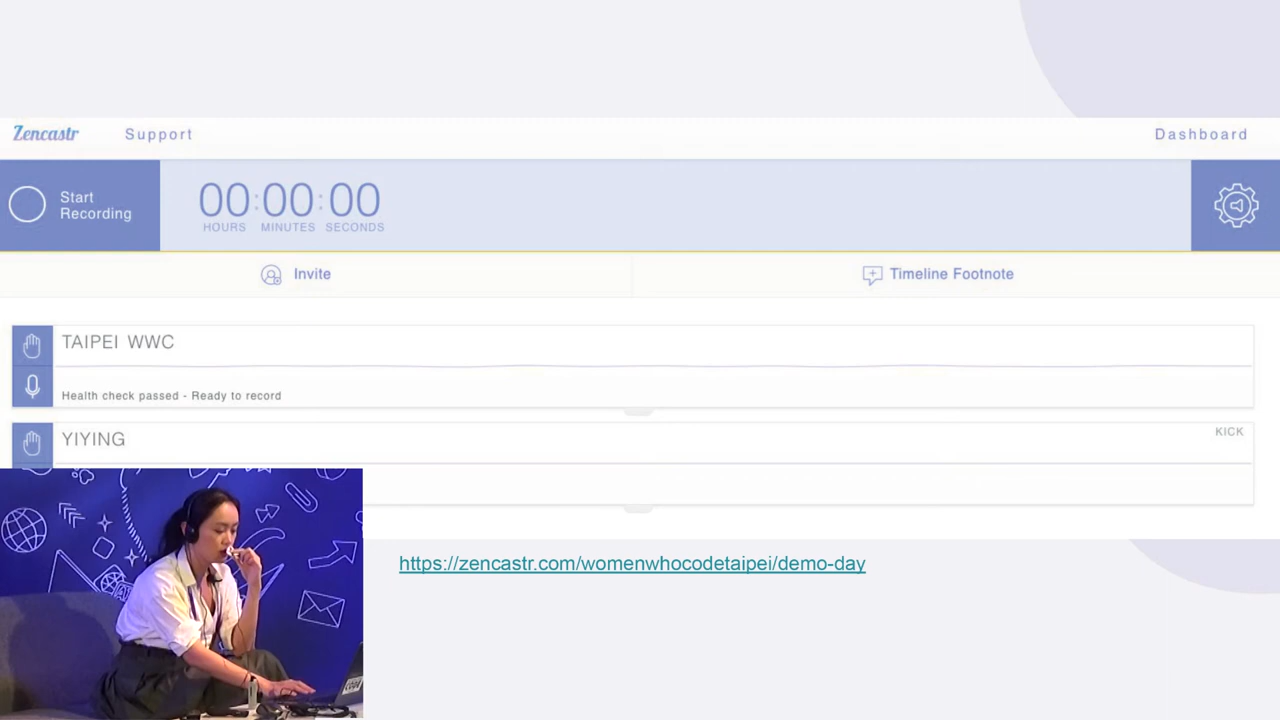 Zencastr
Support
Dashboard
Start
Recording
00:00:00
HOURS MINUTES SECONDS
Invite
Timeline Footnote
TAIPEI WWC
Health check passed - Ready to record
YIYING
KICK
https://zencastr.com/womenwhocodetaipei/demo-day